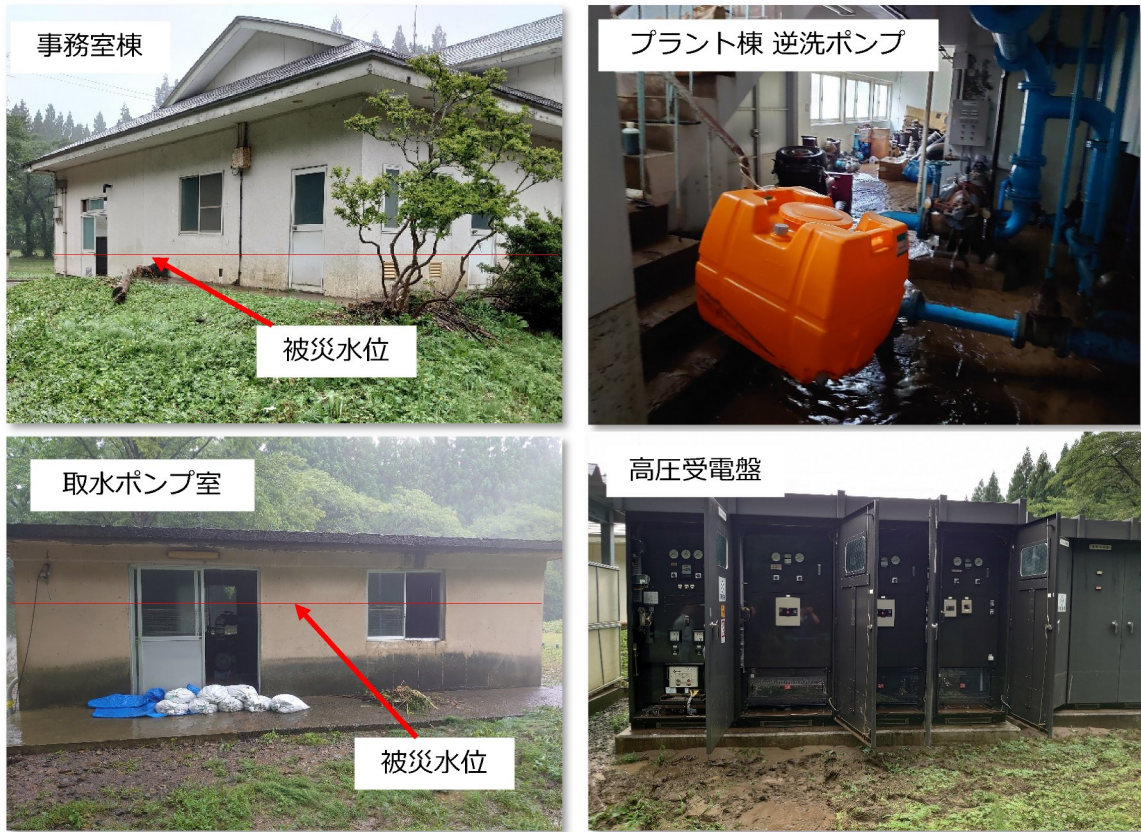 事務室棟
被災水位
プラント棟 逆洗ポンプ
取水ポンプ室
被災水位
高圧受電盤